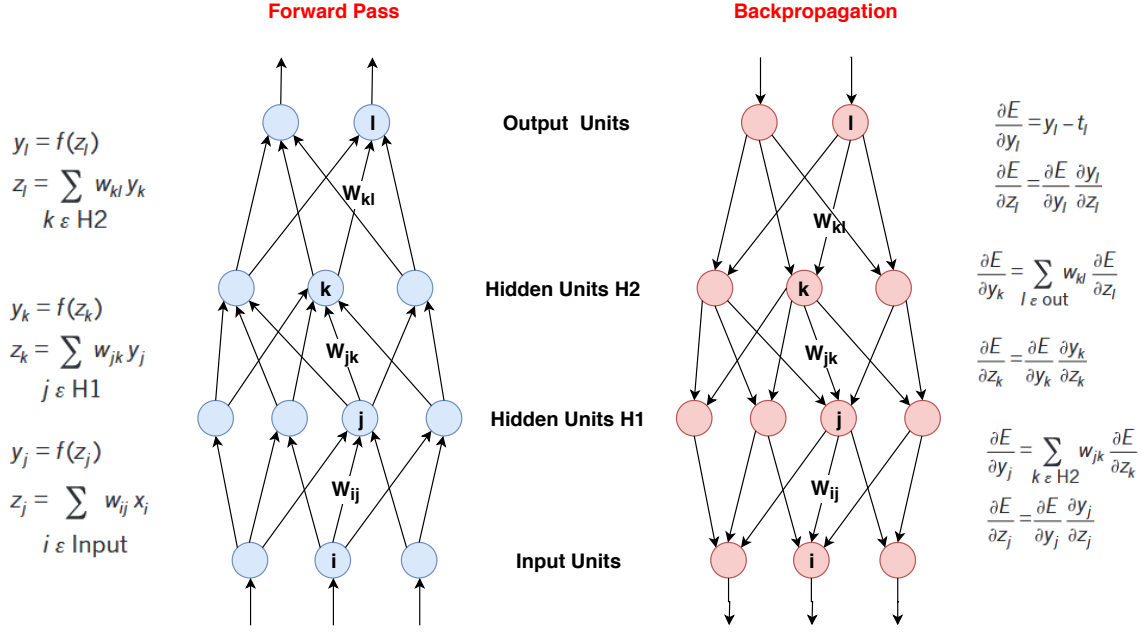 Forward Pass
Backpropagation
y_l = f(z_l)
z_l = ∑ w_kl y_k
k ε H2
y_k = f(z_k)
z_k = ∑ w_jk y_j
j ε H1
y_j = f(z_j)
z_j = ∑ w_ij x_i
i ε Input
l
W_kl
k
W_jk
j
W_ij
i
Output Units
Hidden Units H2
Hidden Units H1
Input Units
l
W_kl
k
W_jk
j
W_ij
i
∂E/∂y_l = y_l – t_l
∂E/∂z_l = ∂E/∂y_l ∂y_l/∂z_l
∂E/∂y_k = ∑ w_kl ∂E/∂z_l
l ε out
∂E/∂z_k = ∂E/∂y_k ∂y_k/∂z_k
∂E/∂y_j = ∑ w_jk ∂E/∂z_k
k ε H2
∂E/∂z_j = ∂E/∂y_j ∂y_j/∂z_j